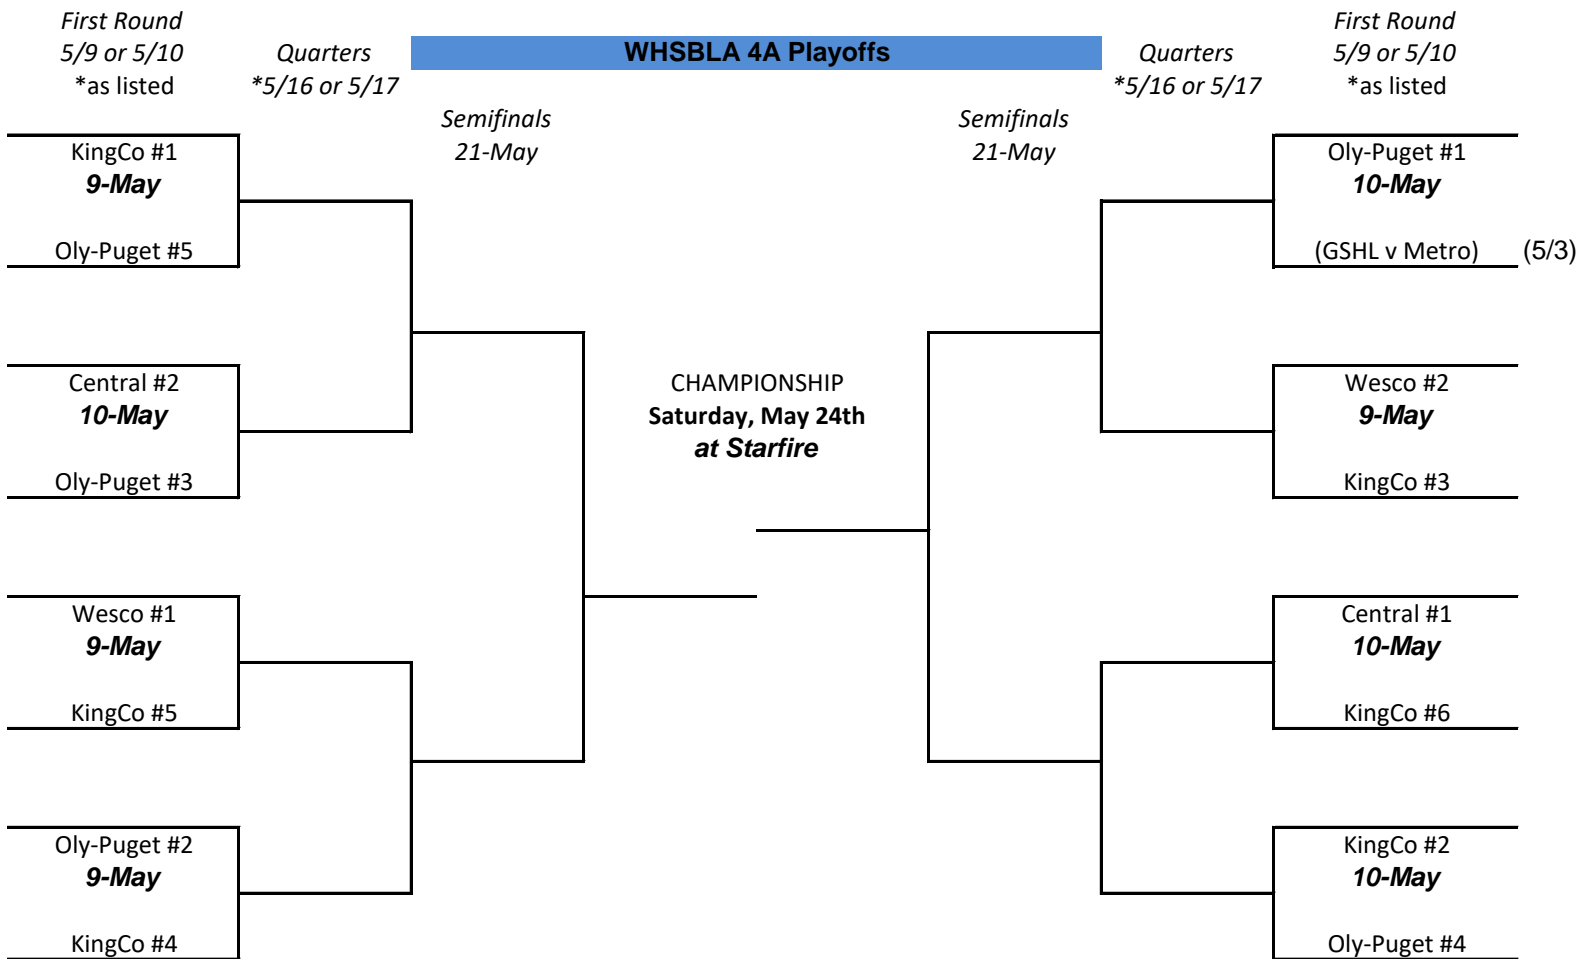 First Round
5/9 or 5/10
*as listed
Quarters
*5/16 or 5/17
WHSBLA 4A Playoffs
Quarters
*5/16 or 5/17
First Round
5/9 or 5/10
*as listed
Semifinals
21-May
Semifinals
21-May
KingCo #1
9-May
Oly-Puget #5
Central #2
10-May
Oly-Puget #3
Wesco #1
9-May
KingCo #5
Oly-Puget #2
9-May
KingCo #4
CHAMPIONSHIP
Saturday, May 24th
at Starfire
Oly-Puget #1
10-May
(GSHL v Metro) (5/3)
Wesco #2
9-May
KingCo #3
Central #1
10-May
KingCo #6
KingCo #2
10-May
Oly-Puget #4